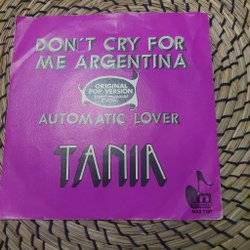 DON'T CRY FOR
ME ARGENTINA
ORIGINAL
POP VERSION
AUTOMATIC LOVER
TANIA